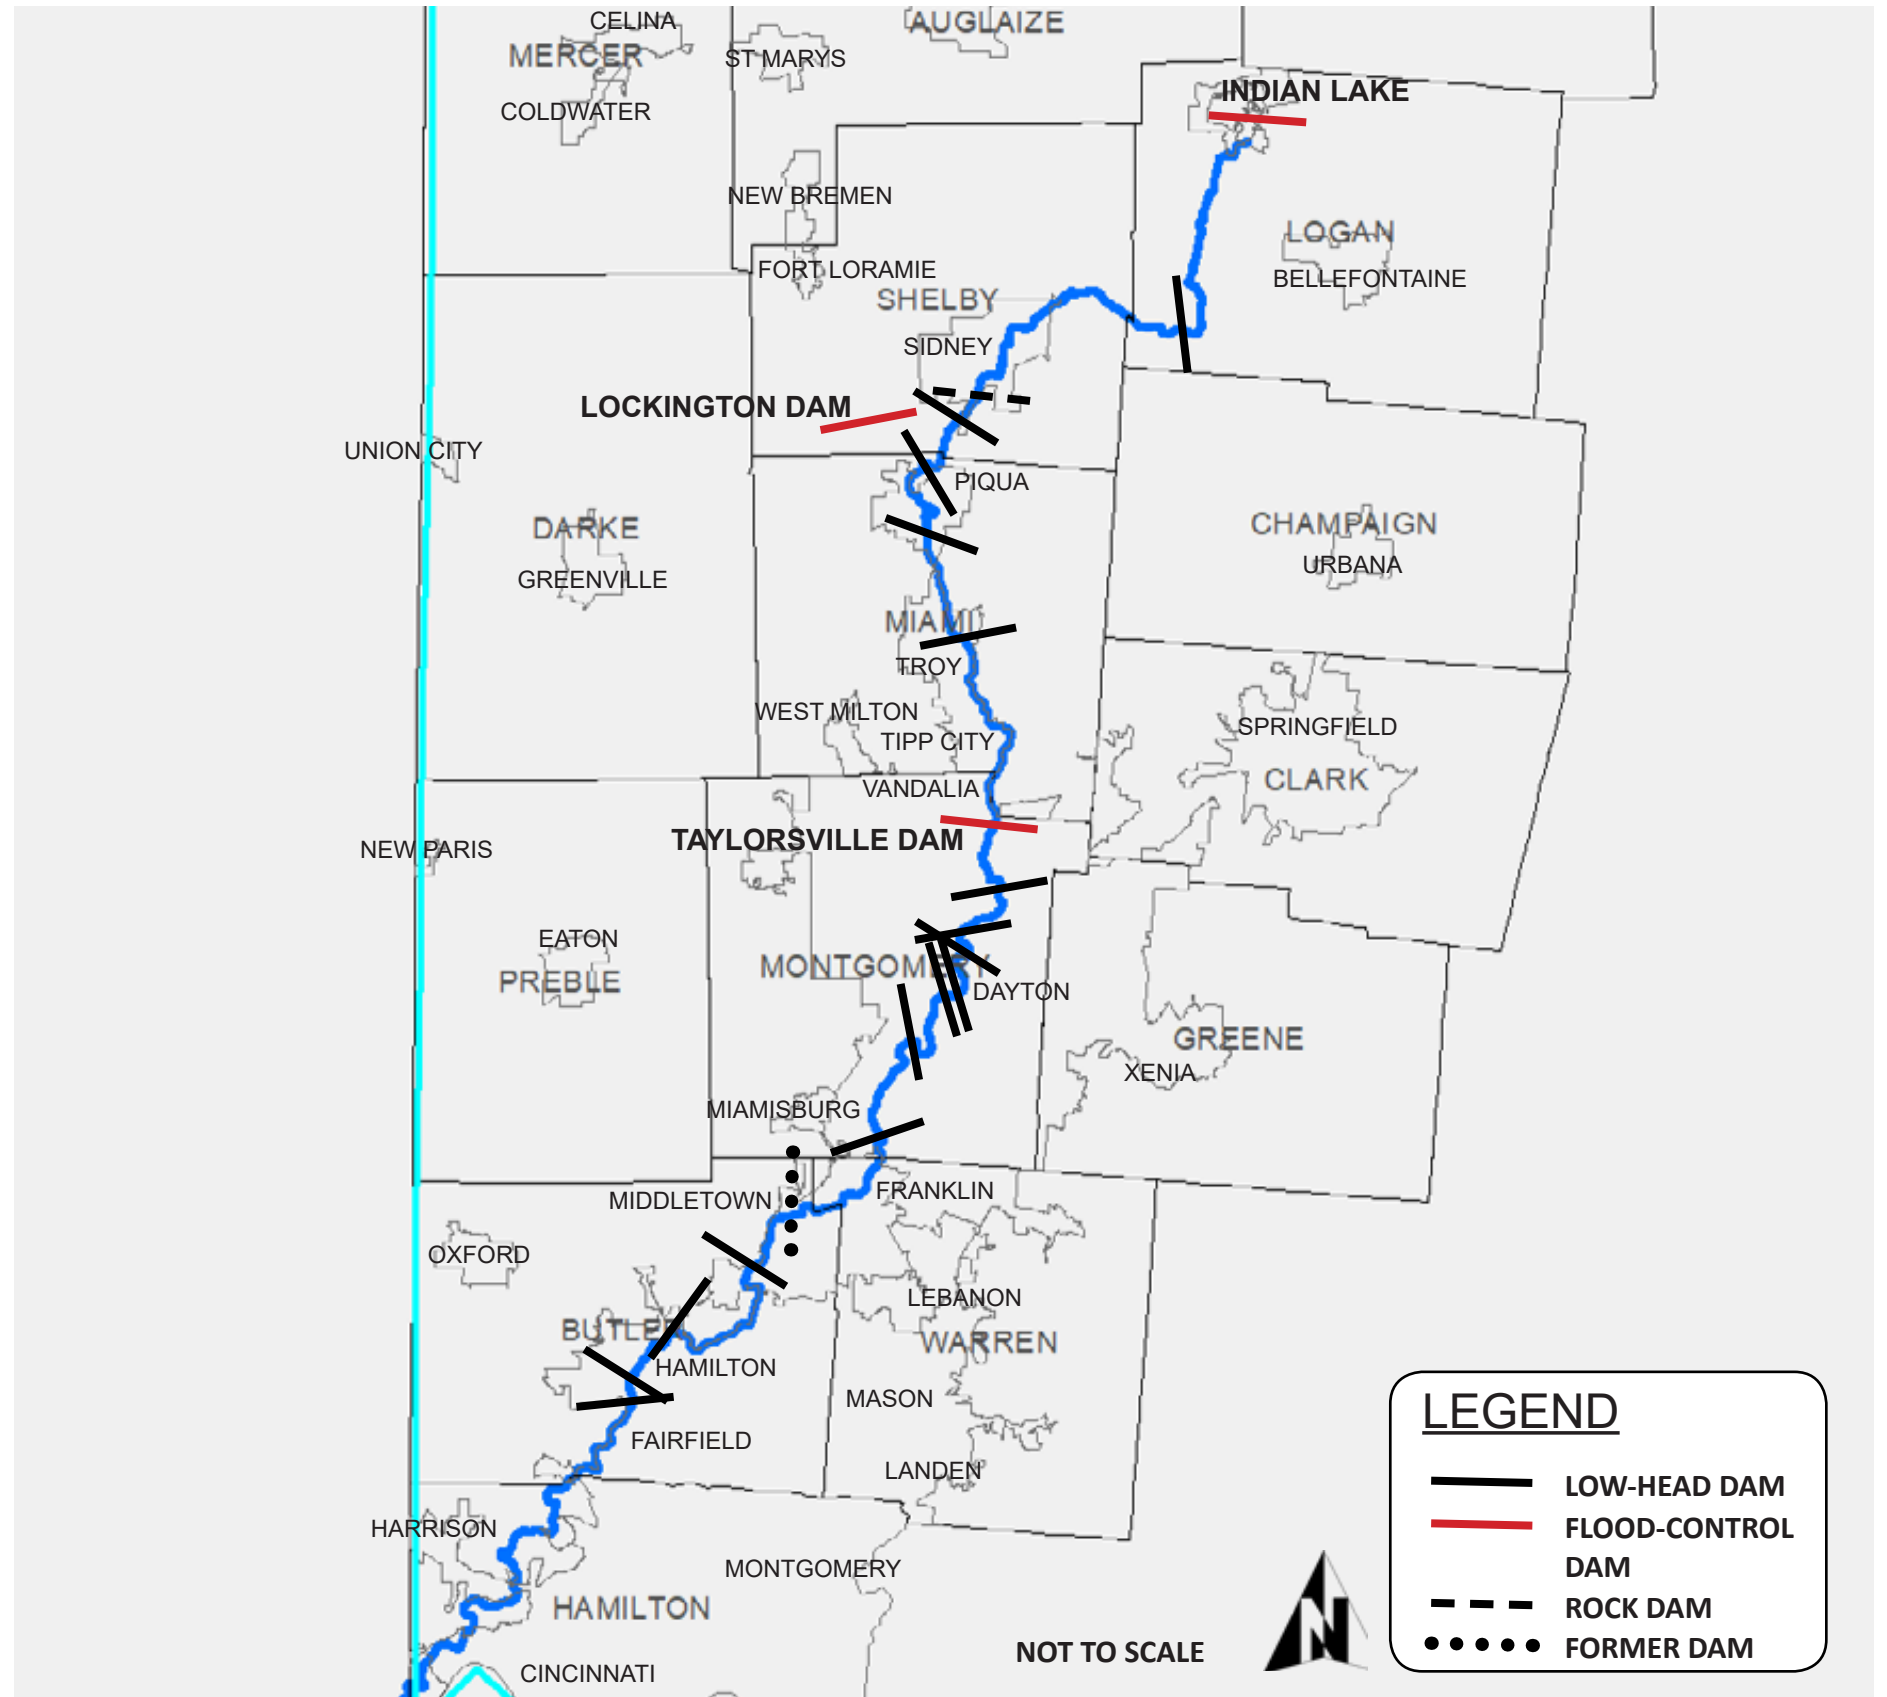 CELINA
AUGLAIZE
MERCER
ST MARYS
INDIAN LAKE
COLDWATER
NEW BREMEN
LOGAN
FORT LORAMIE
BELLEFONTAINE
SHELBY
SIDNEY
LOCKINGTON DAM
UNION CITY
PIQUA
DARKE
CHAMPAIGN
GREENVILLE
URBANA
MIAMI
TROY
WEST MILTON
SPRINGFIELD
TIPP CITY
CLARK
VANDALIA
TAYLORSVILLE DAM
NEW PARIS
EATON
MONTGOMERY
PREBLE
DAYTON
GREENE
XENIA
MIAMISBURG
FRANKLIN
MIDDLETOWN
OXFORD
LEBANON
BUTLER
WARREN
HAMILTON
MASON
FAIRFIELD
LANDEN
HARRISON
MONTGOMERY
HAMILTON
CINCINNATI
NOT TO SCALE
N
LEGEND
LOW-HEAD DAM
FLOOD-CONTROL
DAM
ROCK DAM
FORMER DAM